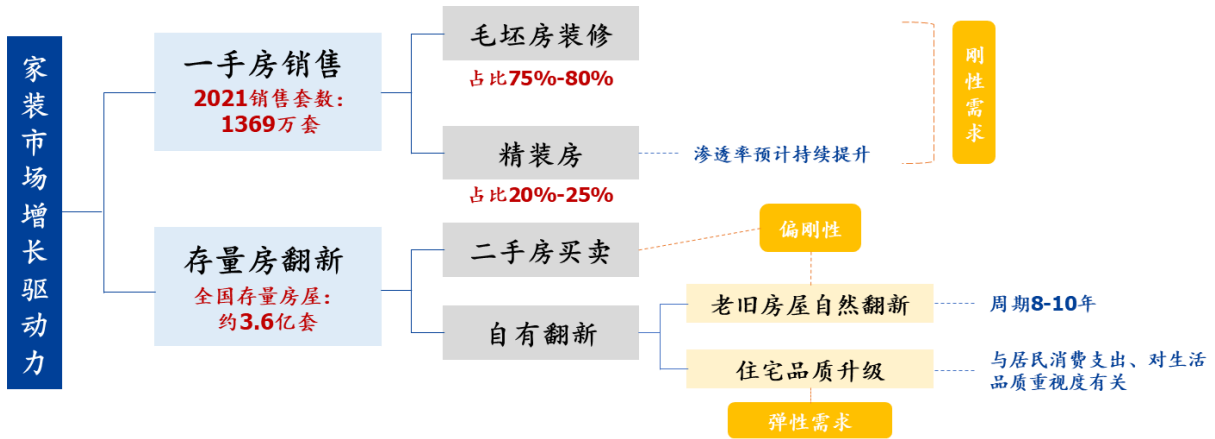 家装市场增长驱动力
一手房销售
2021销售套数：
1369万套
毛坯房装修
占比75%-80%
精装房
占比20%-25%
渗透率预计持续提升
刚性需求
存量房翻新
全国存量房屋：
约3.6亿套
二手房买卖
偏刚性
自有翻新
老旧房屋自然翻新
周期8-10年
住宅品质升级
与居民消费支出、对生活
品质重视度有关
弹性需求